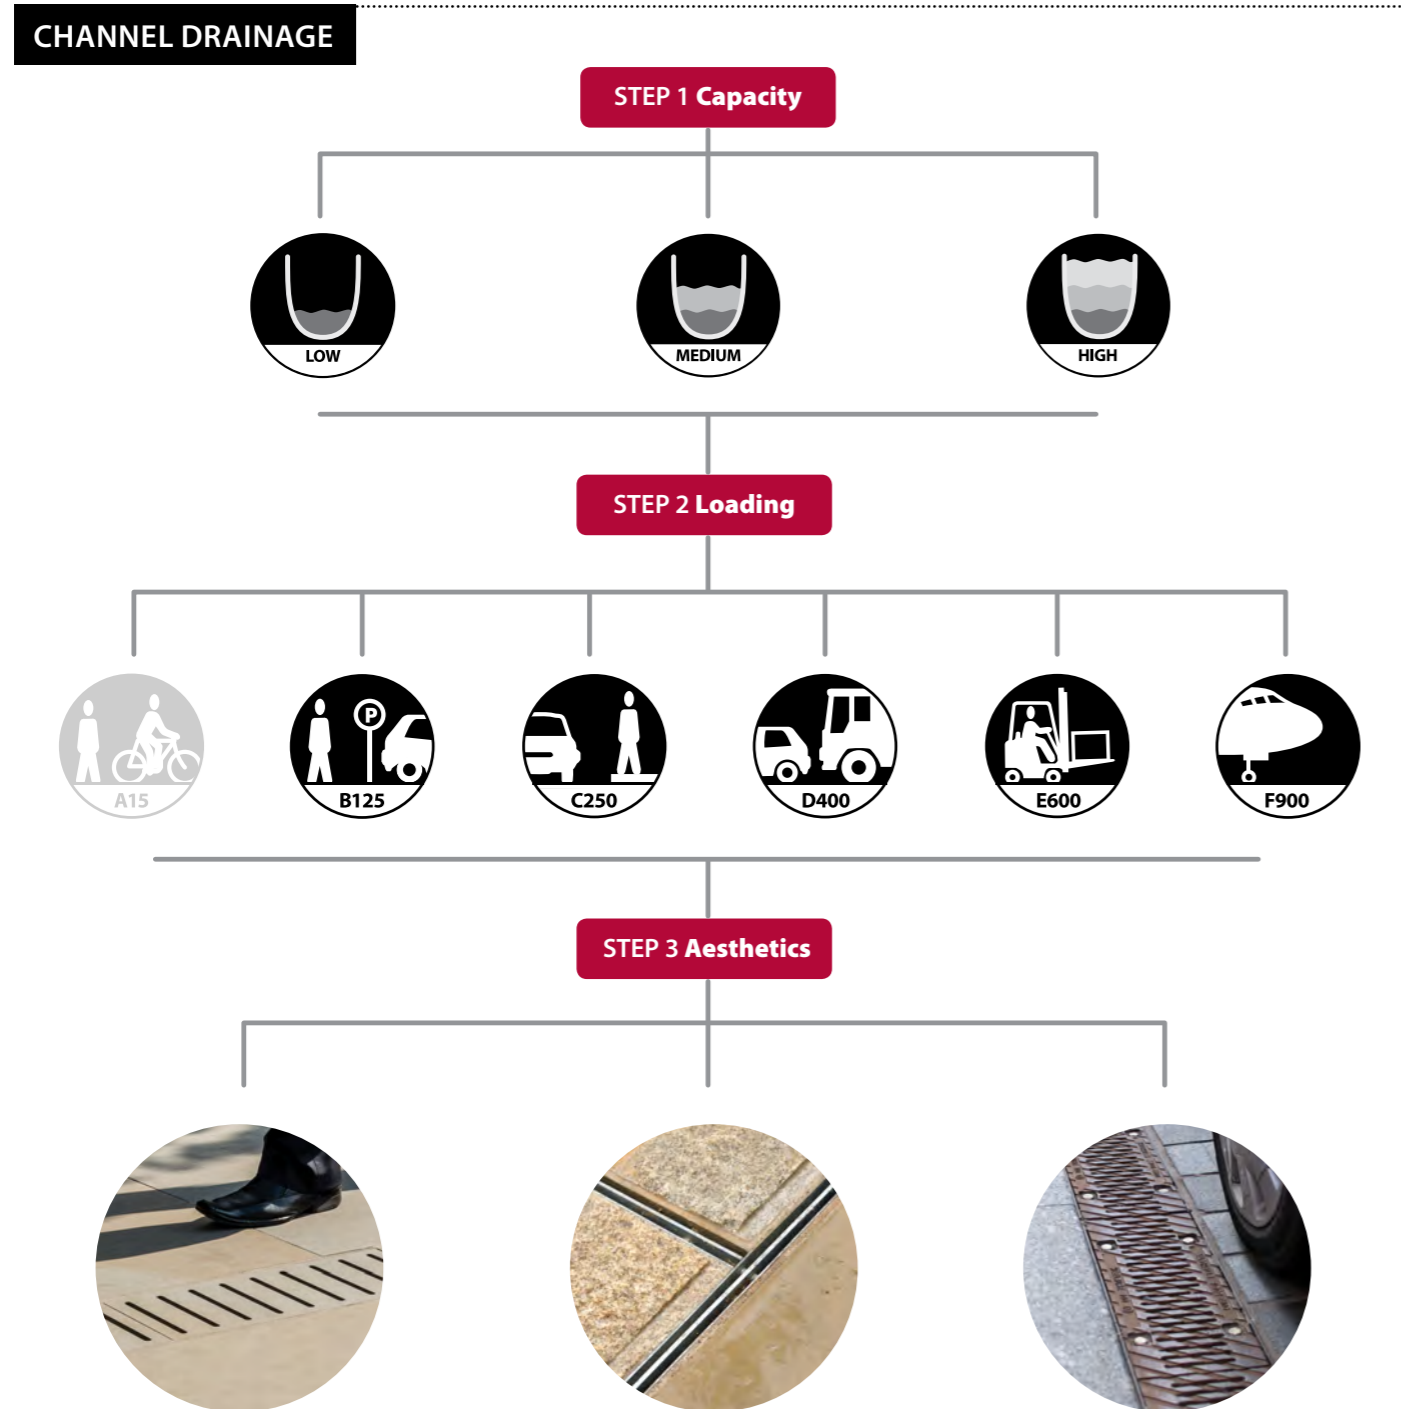 CHANNEL DRAINAGE
STEP 1 Capacity
LOW
MEDIUM
HIGH
STEP 2 Loading
P
A15
B125
C250
D400
E600
F900
STEP 3 Aesthetics